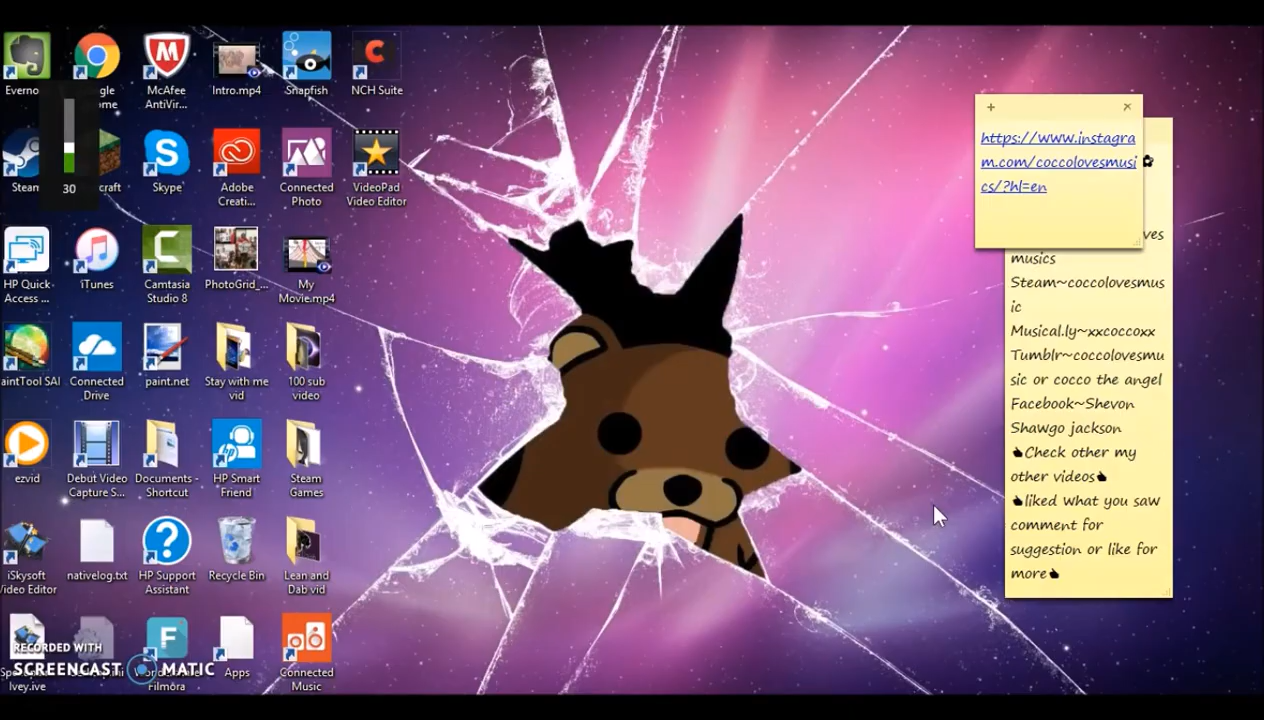 Everno
gle
ome
McAfee
AntiVir...
Intro.mp4
Snapfish
NCH Suite
30
Steam
craft
Skype
Adobe
Creati...
Connected
Photo
VideoPad
Video Editor
HP Quick
Access ...
iTunes
Camtasia
Studio 8
PhotoGrid_...
My
Movie.mp4
aintTool SAI
Connected
Drive
paint.net
Stay with me
vid
100 sub
video
ezvid
Debut Video
Capture S...
Documents -
Shortcut
HP Smart
Friend
Steam
Games
iSkysoft
Video Editor
nativelog.txt
HP Support
Assistant
Recycle Bin
Lean and
Dab vid
RECORDED WITH
SCREENCAST MATIC
lvey.ive
Filmora
Apps
Connected
Music
https://www.instagra
m.com/coccolovesmusi
cs/?hl=en
ves
musics
Steam~coccolovesmus
ic
Musical.ly~xxcoccoxx
Tumblr~coccolovesmu
sic or cocco the angel
Facebook~Shevon
Shawgo jackson
Check other my
other videos
liked what you saw
comment for
suggestion or like for
more